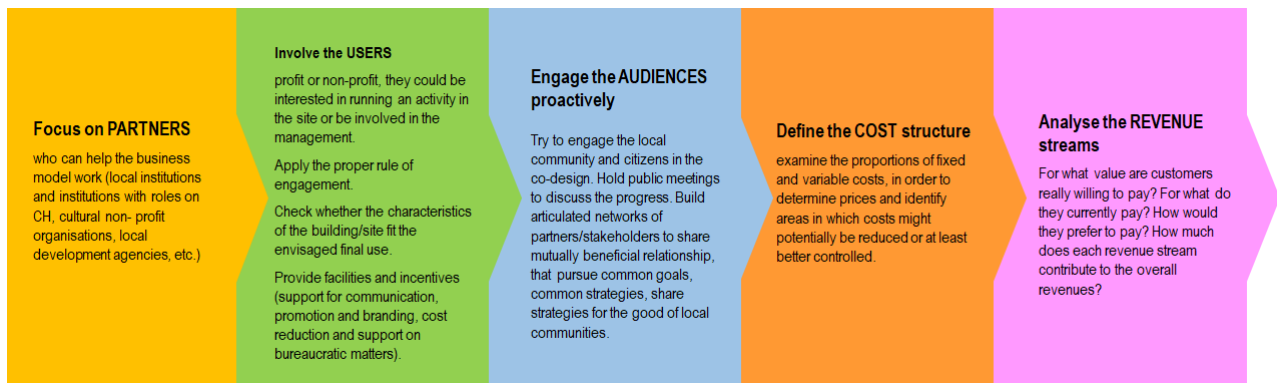 Focus on PARTNERS
who can help the business
model work (local institutions
and institutions with roles on
CH, cultural non- profit
organisations, local
development agencies, etc.)
Involve the USERS
profit or non-profit, they could be
interested in running an activity in
the site or be involved in the
management.
Apply the proper rule of
engagement.
Check whether the characteristics
of the building/site fit the
envisaged final use.
Provide facilities and incentives
(support for communication,
promotion and branding, cost
reduction and support on
bureaucratic matters).
Engage the AUDIENCES
proactively
Try to engage the local
community and citizens in the
co-design. Hold public meetings
to discuss the progress. Build
articulated networks of
partners/stakeholders to share
mutually beneficial relationship,
that pursue common goals,
common strategies, share
strategies for the good of local
communities.
Define the COST structure
examine the proportions of fixed
and variable costs, in order to
determine prices and identify
areas in which costs might
potentially be reduced or at least
better controlled.
Analyse the REVENUE
streams
For what value are customers
really willing to pay? For what do
they currently pay? How would
they prefer to pay? How much
does each revenue stream
contribute to the overall
revenues?